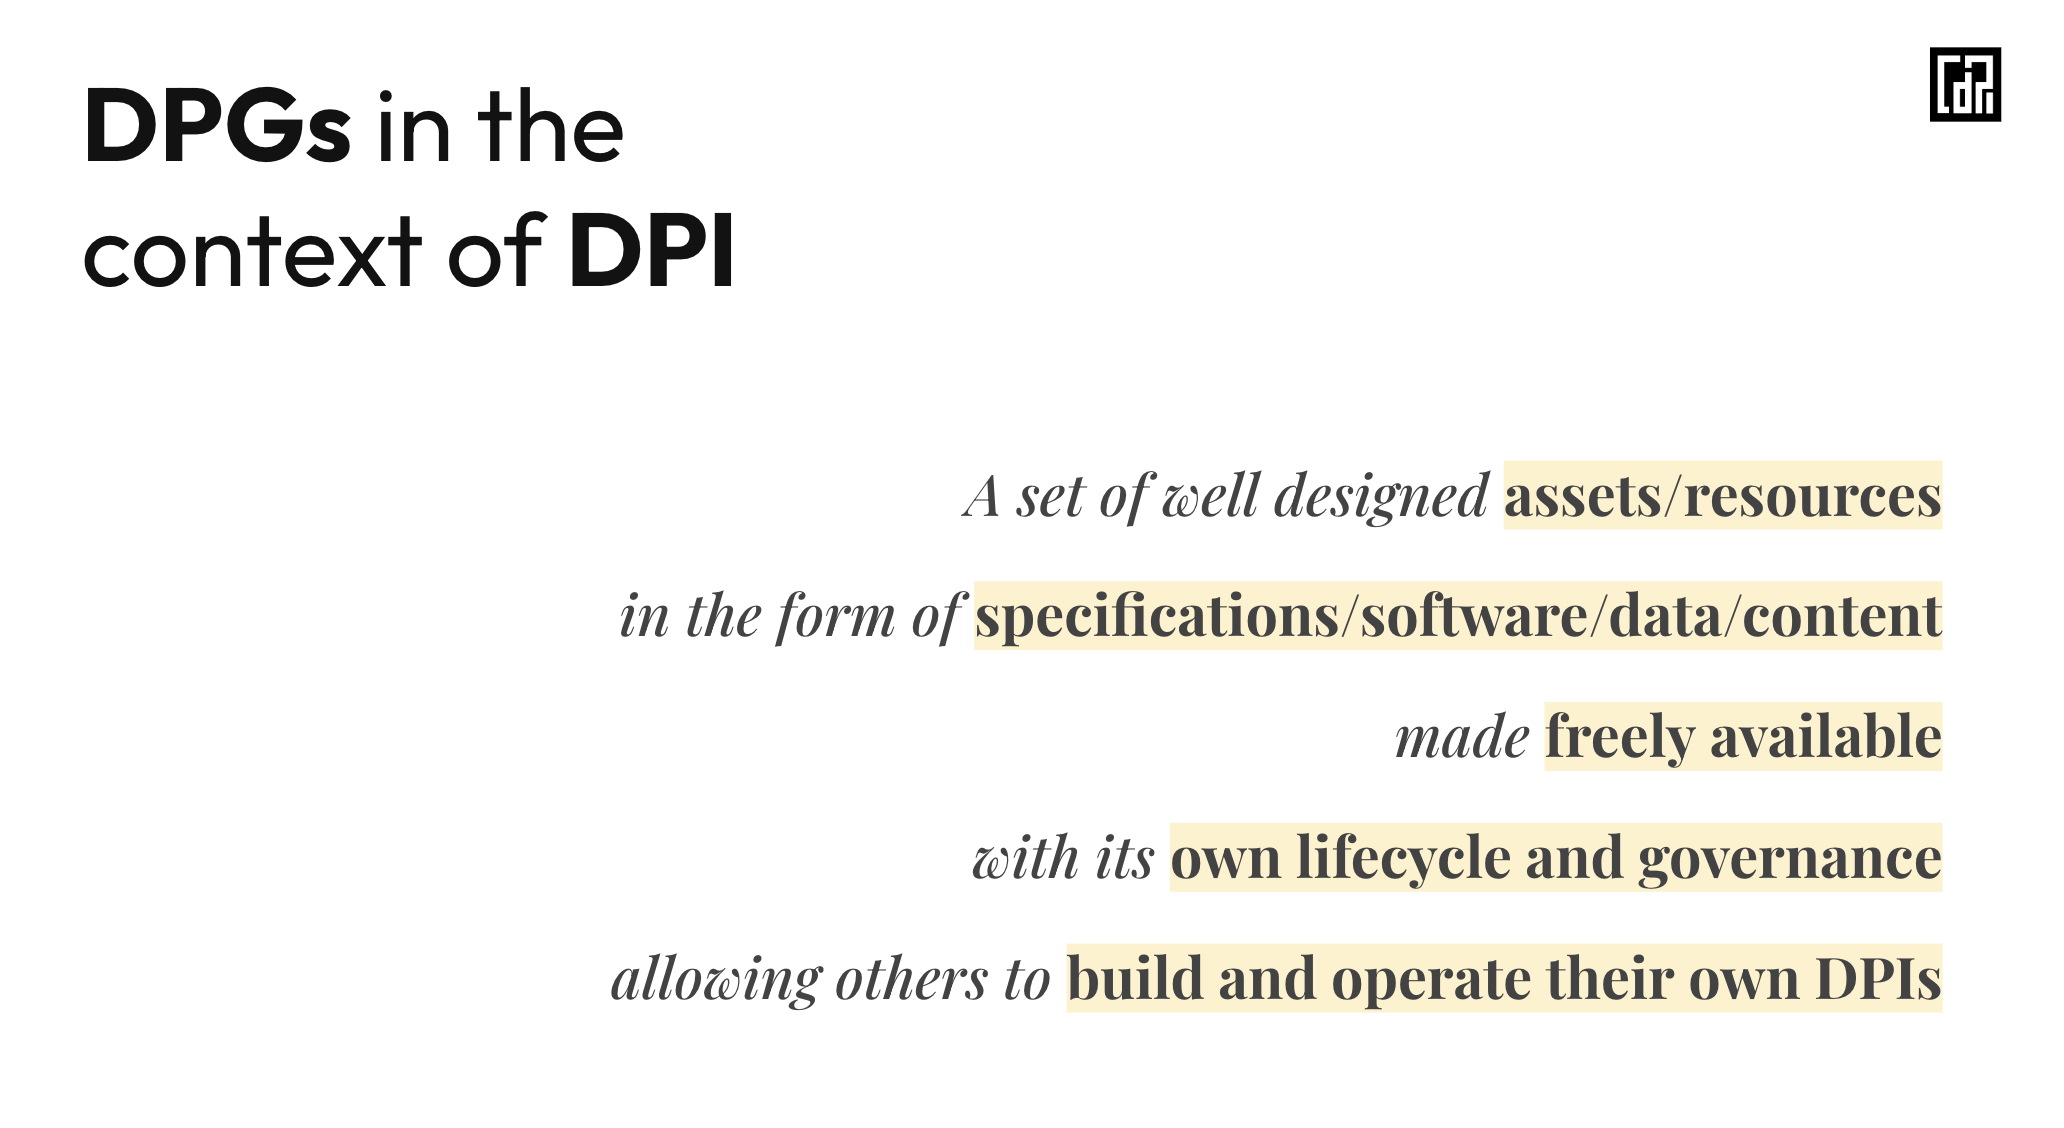 DPGs in the
context of DPI
cdpi
A set of well designed assets/resources
in the form of specifications/software/data/content
made freely available
with its own lifecycle and governance
allowing others to build and operate their own DPIs